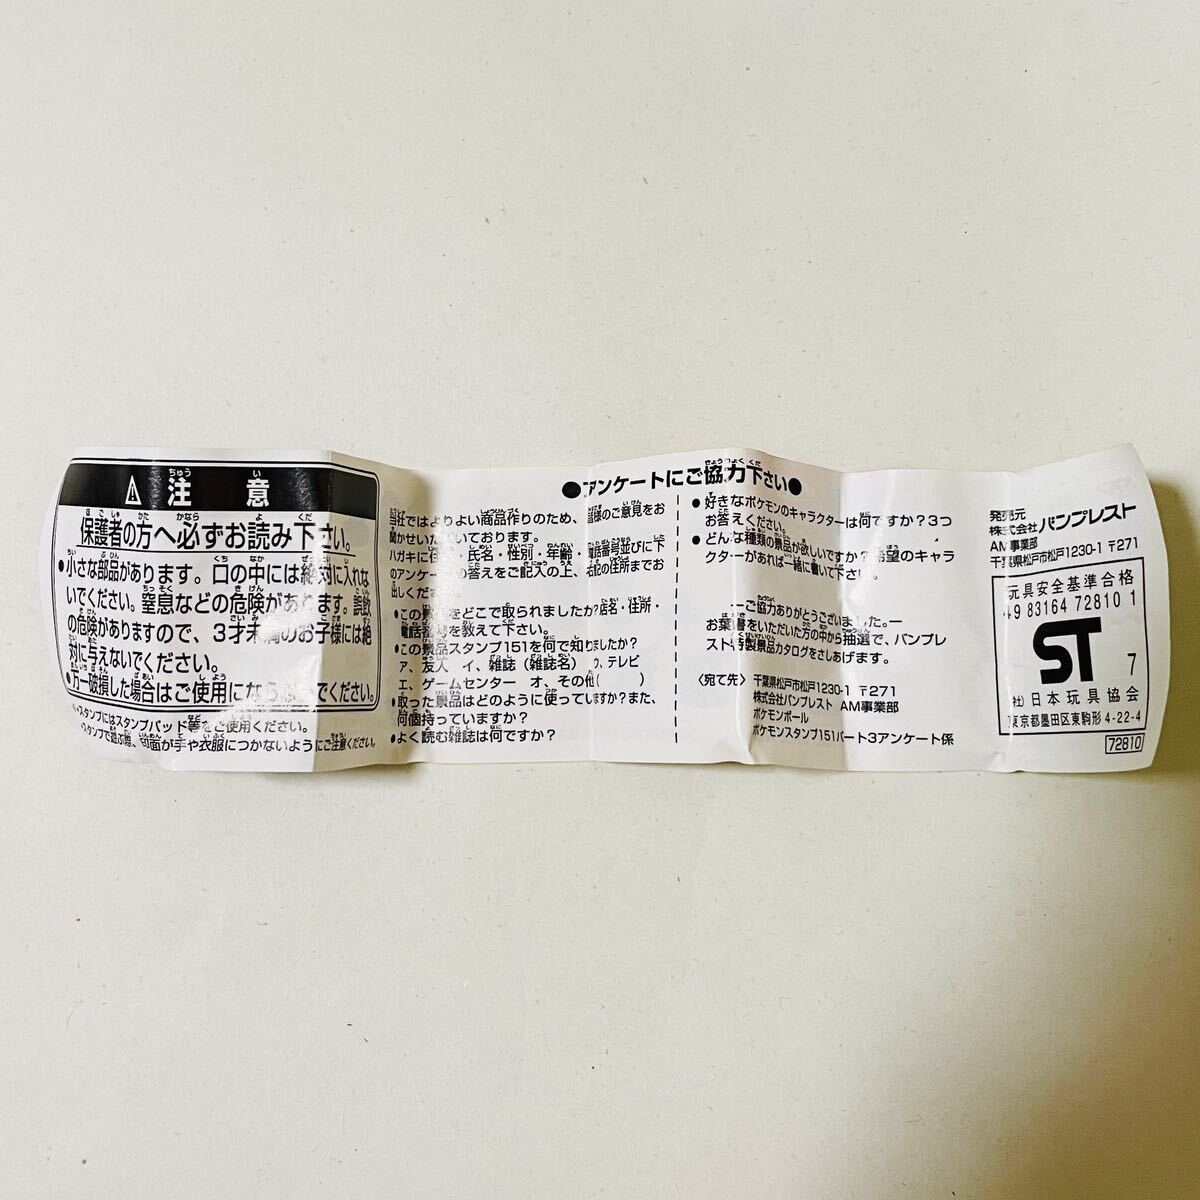 注意
保護者の方へ必ずお読み下さい。
●小さな部品があります。口の中には絶対に入れな
いでください。窒息などの危険があります。誤飲
の危険がありますので、3才未満のお子様には絶
対に与えないでください。
●万一破損した場合はご使用にならないでください。
●スタンプにはスタンプパッド等をご使用ください。
●スタンプで遊ぶ際、印面が手や衣服につかないようにご注意ください。
●アンケートにご協力下さい●
当社ではよりよい商品作りのため、皆様のご意見をお
聞かせいただいております。
ハガキに住所・氏名・性別・年齢・電話番号並びに下
のアンケートの答えをご記入の上、右記の住所までお
出しください。
●この景品をどこで取られましたか?店名・住所・
電話番号を教えて下さい。
●この景品スタンプ151を何で知りましたか?
ア、友人 イ、雑誌(雑誌名) ウ、テレビ
エ、ゲームセンター オ、その他( )
●取った景品はどのように使っていますか?また、
何個持っていますか?
●よく読む雑誌は何ですか?
●好きなポケモンのキャラクターは何ですか?3つ
お答えください。
●どんな種類の景品が欲しいですか?希望のキャラ
クターがあれば一緒に書いて下さい。
ーご協力ありがとうございました。ー
お葉書をいただいた方の中から抽選で、バンプレ
スト特製景品カタログをさしあげます。
〈宛て先〉 千葉県松戸市松戸1230-1 〒271
株式会社バンプレスト AM事業部
ポケモンボール
ポケモンスタンプ151パート3アンケート係
発売元
株式会社 バンプレスト
AM事業部
千葉県松戸市松戸1230-1 〒271
玩具安全基準合格
49 83164 72810 1
ST 7
(社)日本玩具協会
東京都墨田区東駒形4-22-4
72810